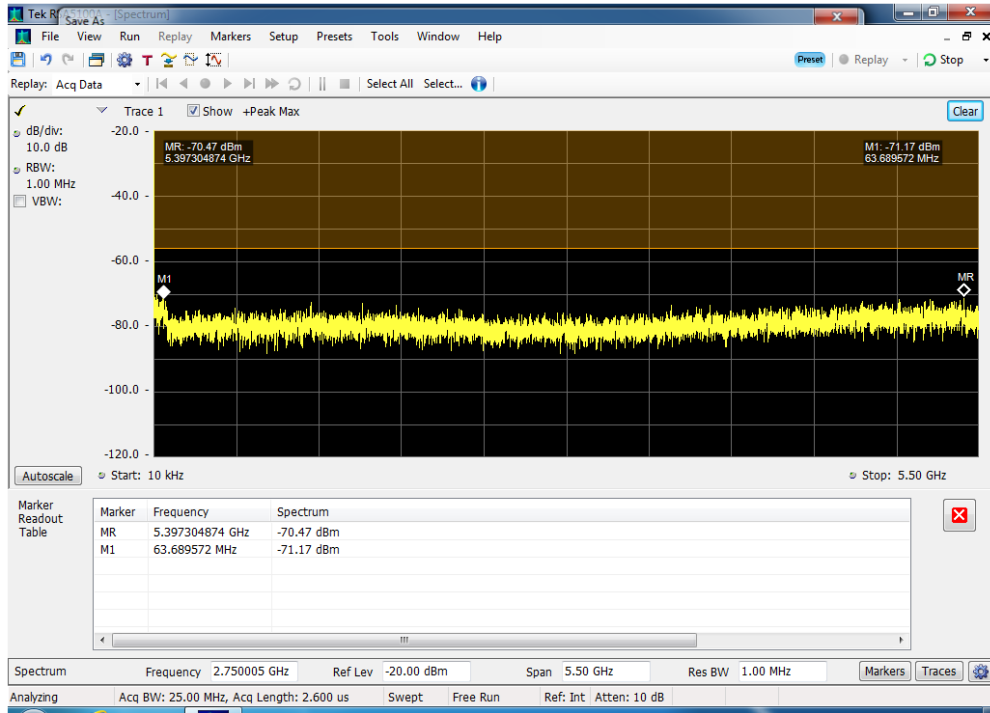 Tek RSA5100A - [Spectrum]
Save As
File View Run Replay Markers Setup Presets Tools Window Help
T
Preset Replay Stop
Replay: Acq Data Select All Select...
Trace 1 Show +Peak Max Clear
dB/div:
10.0 dB
RBW:
1.00 MHz
VBW:
-20.0
-40.0
-60.0
-80.0
-100.0
-120.0
MR: -70.47 dBm
5.397304874 GHz
M1: -71.17 dBm
63.689572 MHz
M1
MR
Autoscale Start: 10 kHz Stop: 5.50 GHz
Marker
Readout
Table
Marker Frequency Spectrum
MR 5.397304874 GHz -70.47 dBm
M1 63.689572 MHz -71.17 dBm
Spectrum Frequency 2.750005 GHz Ref Lev -20.00 dBm Span 5.50 GHz Res BW 1.00 MHz Markers Traces
Analyzing Acq BW: 25.00 MHz, Acq Length: 2.600 us Swept Free Run Ref: Int Atten: 10 dB